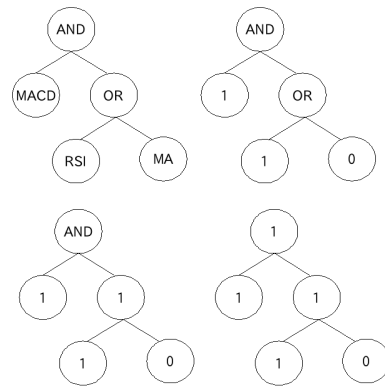 AND AND
MACD OR 1 OR
RSI MA 1 0
AND 1
1 1 1 1
1 0 1 0